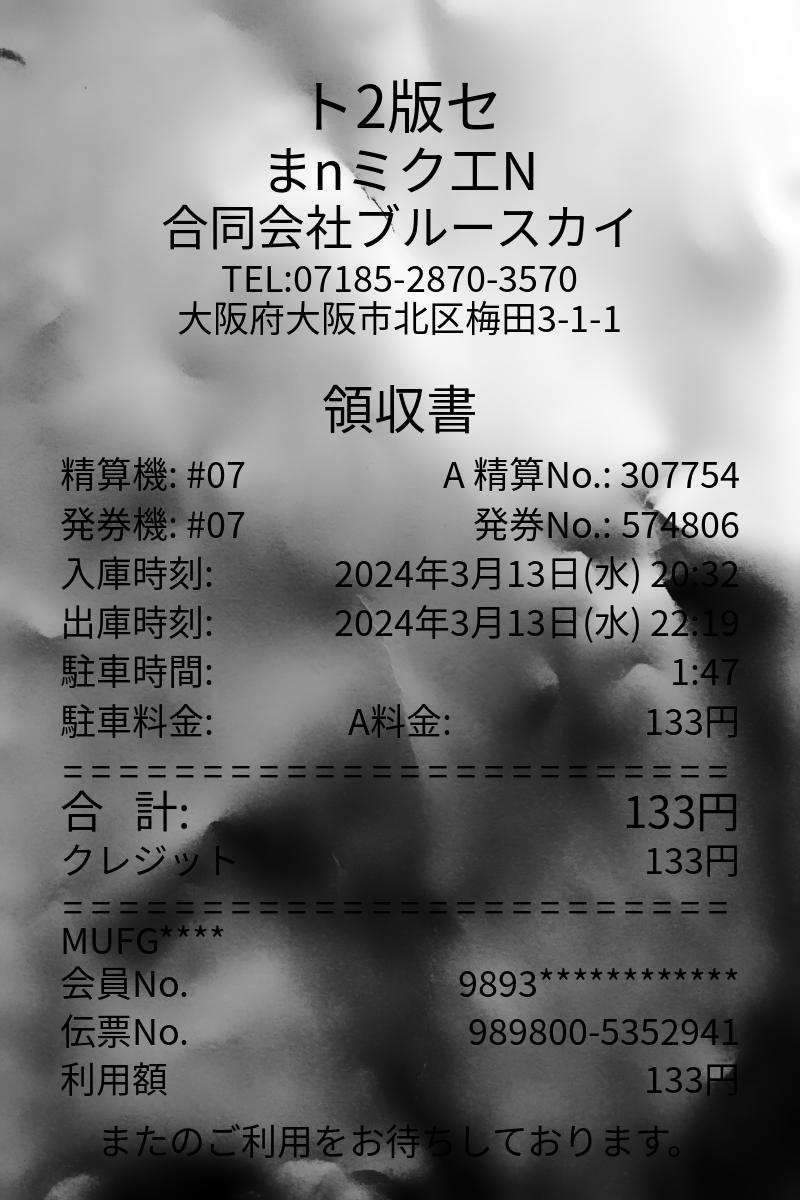 ト2版セ
まnミク工N
合同会社ブルースカイ
TEL:07185-2870-3570
大阪府大阪市北区梅田3-1-1
領収書
精算機: #07 A 精算No.: 307754
発券機: #07 発券No.: 574806
入庫時刻: 2024年3月13日(水) 20:32
出庫時刻: 2024年3月13日(水) 22:19
駐車時間: 1:47
駐車料金: A料金: 133円
========================
合 計: 133円
クレジット 133円
========================
MUFG****
会員No. 9893************
伝票No. 989800-5352941
利用額 133円
またのご利用をお待ちしております。